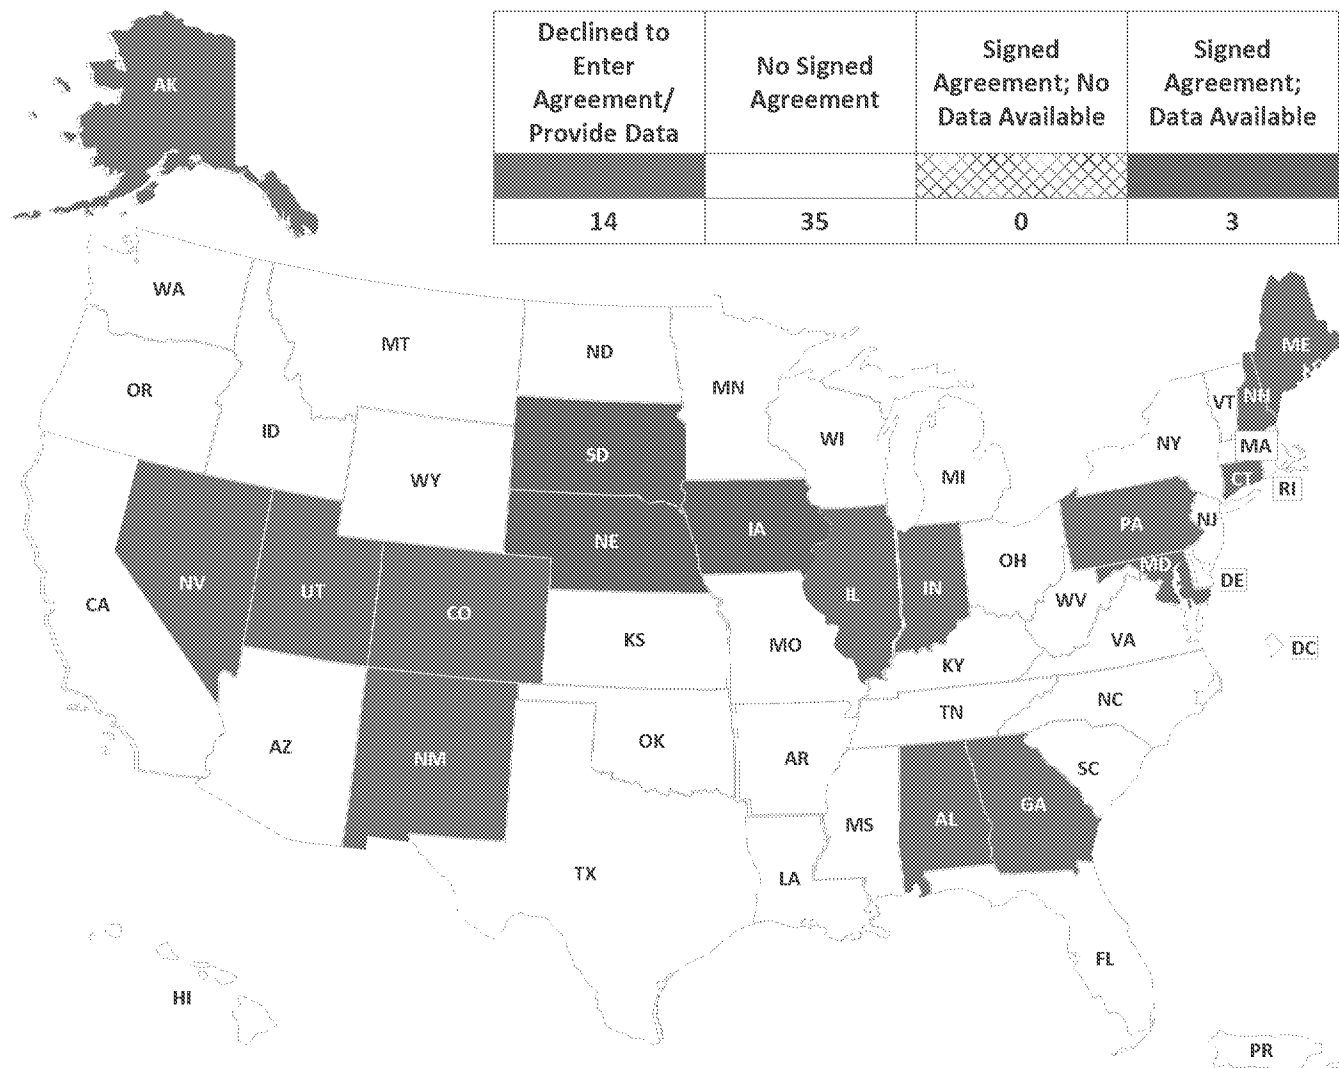 Declined to
Enter
Agreement/
Provide Data
No Signed
Agreement
Signed
Agreement; No
Data Available
Signed
Agreement;
Data Available
14
35
0
3
AK
WA
MT
ND
MN
OR
ID
WY
SD
WI
MI
NY
VT
NH
ME
MA
CT
RI
NV
UT
CO
NE
IA
IL
IN
OH
PA
NJ
MD
DE
CA
KS
MO
KY
WV
VA
DC
AZ
NM
OK
AR
TN
NC
SC
TX
LA
MS
AL
GA
FL
HI
PR